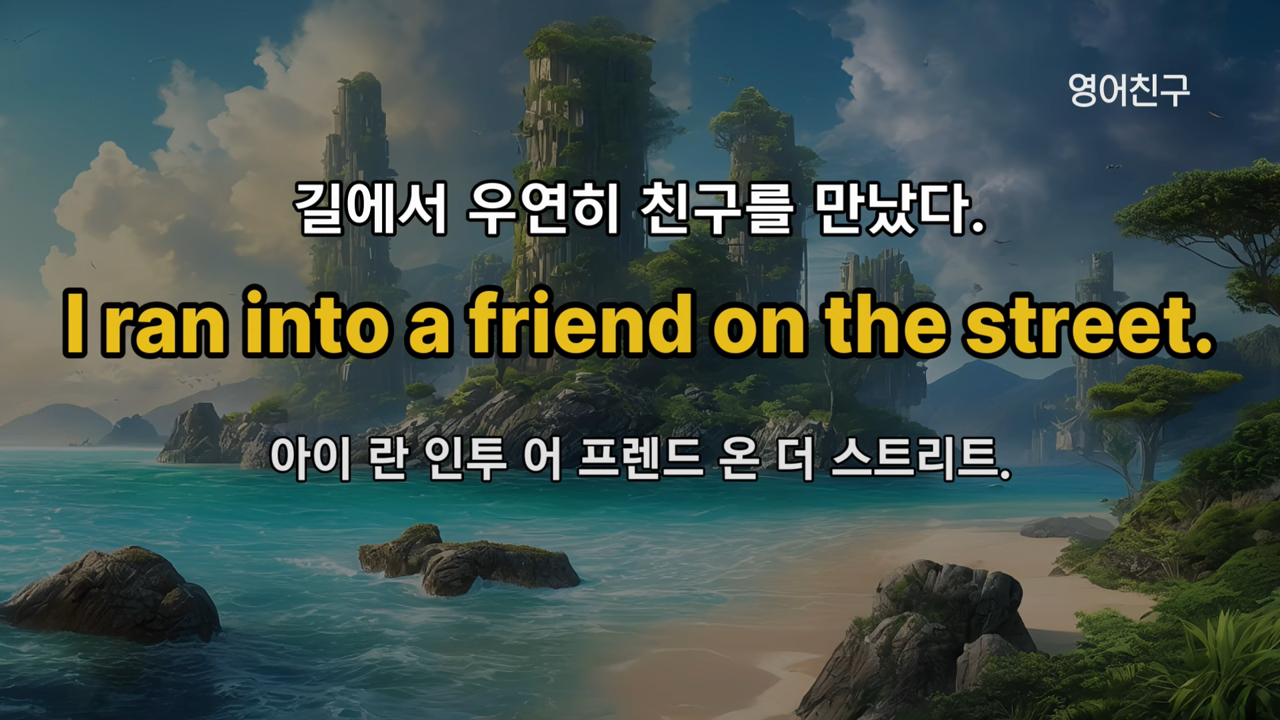 영어친구
길에서 우연히 친구를 만났다.
I ran into a friend on the street.
아이 란 인투 어 프렌드 온 더 스트리트.